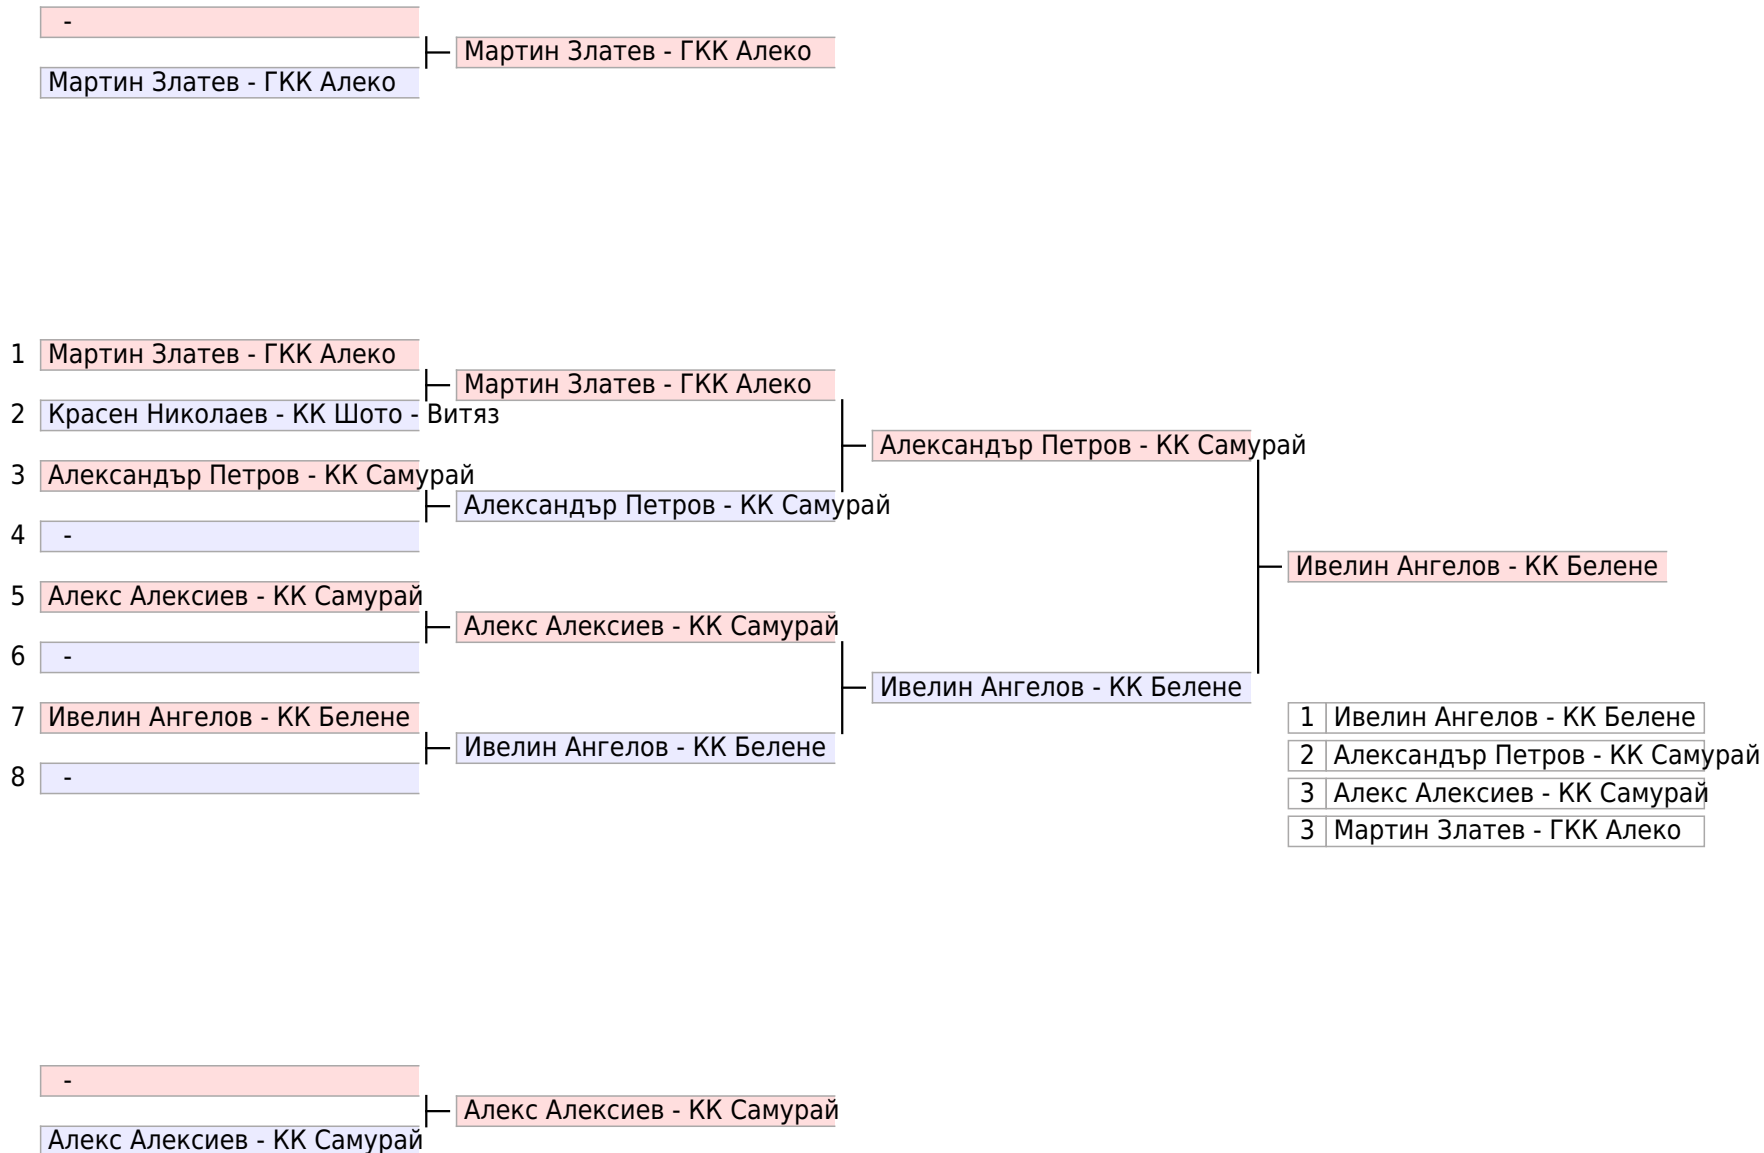 -
Мартин Златев - ГКК Алеко
Мартин Златев - ГКК Алеко
1 Мартин Златев - ГКК Алеко
Мартин Златев - ГКК Алеко
2 Красен Николаев - КК Шото - Витяз
Александър Петров - КК Самурай
3 Александър Петров - КК Самурай
Александър Петров - КК Самурай
4 -
Ивелин Ангелов - КК Белене
5 Алекс Алексиев - КК Самурай
Алекс Алексиев - КК Самурай
6 -
Ивелин Ангелов - КК Белене
7 Ивелин Ангелов - КК Белене
Ивелин Ангелов - КК Белене
8 -
1 Ивелин Ангелов - КК Белене
2 Александър Петров - КК Самурай
3 Алекс Алексиев - КК Самурай
3 Мартин Златев - ГКК Алеко
-
Алекс Алексиев - КК Самурай
Алекс Алексиев - КК Самурай